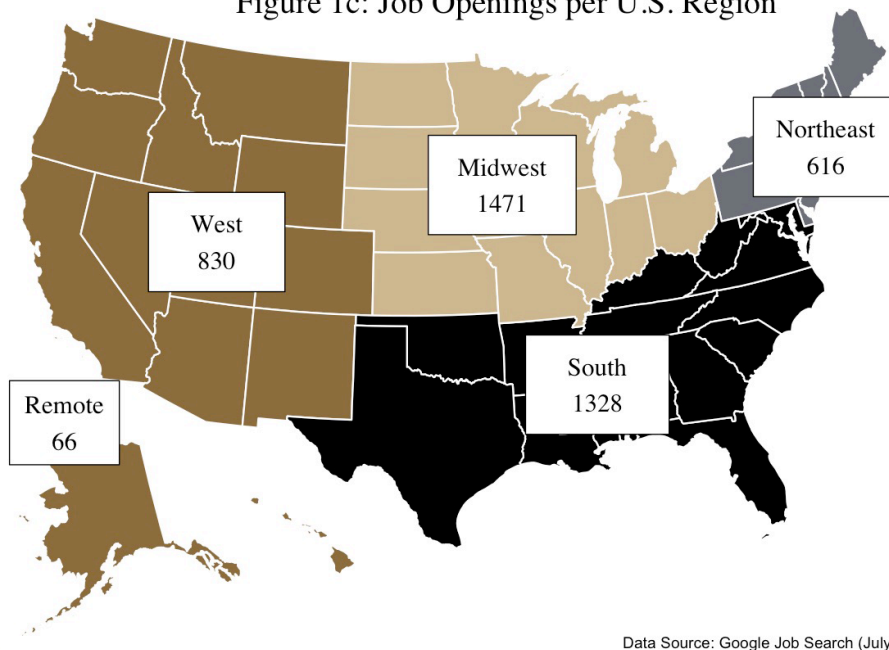 Figure 1c: Job Openings per U.S. Region
Northeast
616
Midwest
1471
West
830
South
1328
Remote
66
Data Source: Google Job Search (July